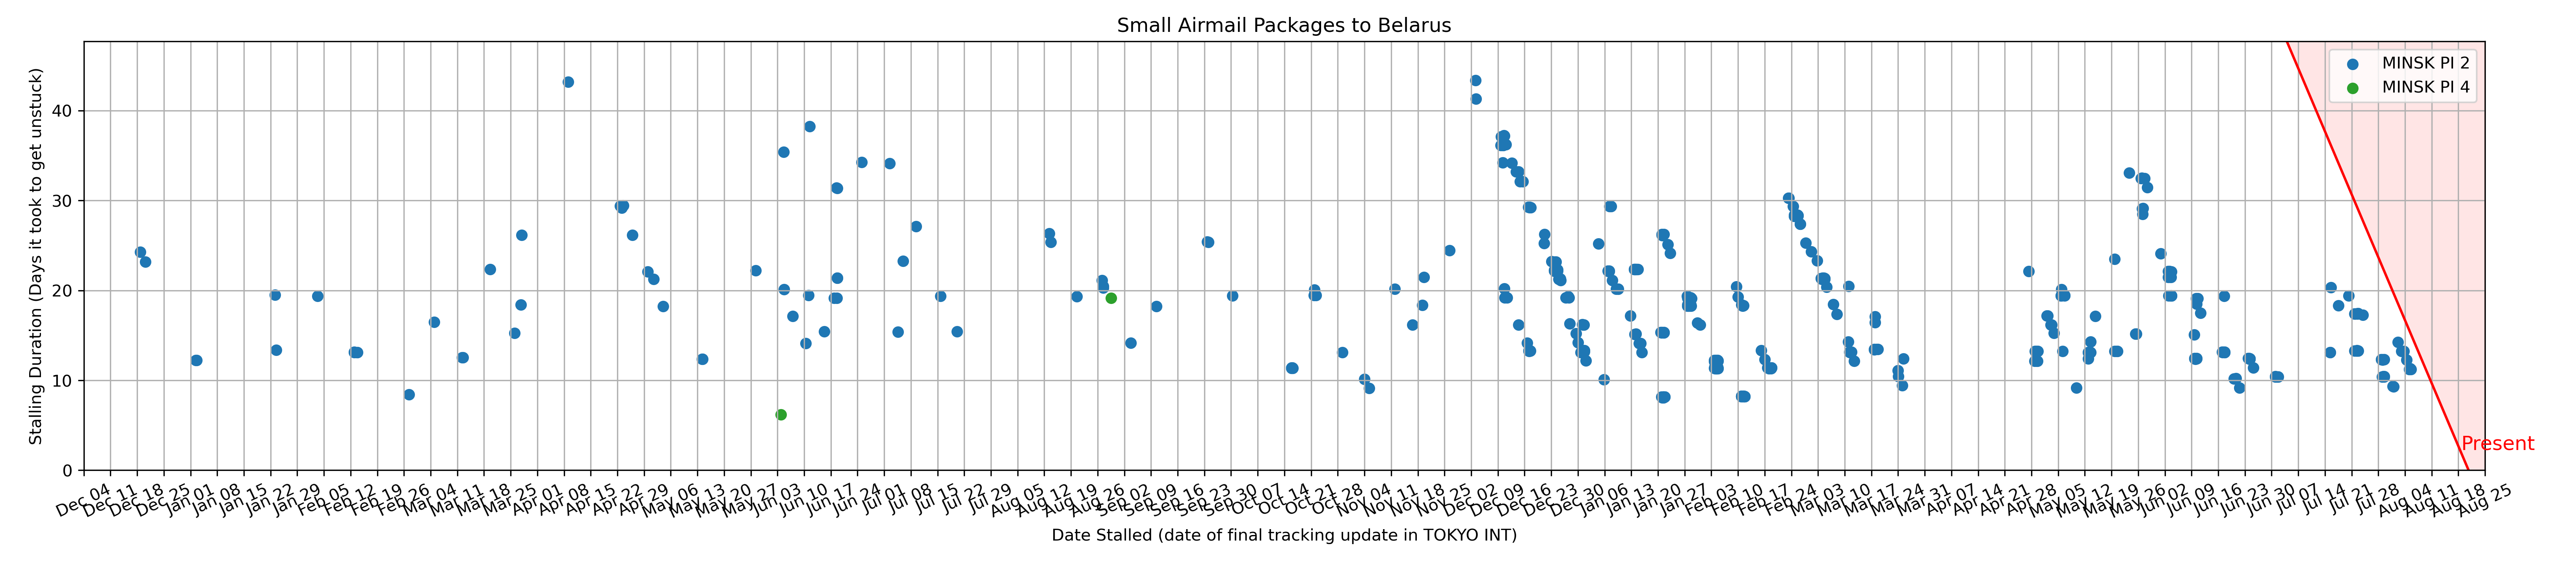 Small Airmail Packages to Belarus
MINSK PI 2
MINSK PI 4
Stalling Duration (Days it took to get unstuck)
40
30
20
10
0
Present
Dec 04
Dec 11
Dec 18
Dec 25
Jan 01
Jan 08
Jan 15
Jan 22
Jan 29
Feb 05
Feb 12
Feb 19
Feb 26
Mar 04
Mar 11
Mar 18
Mar 25
Apr 01
Apr 08
Apr 15
Apr 22
Apr 29
May 06
May 13
May 20
May 27
Jun 03
Jun 10
Jun 17
Jun 24
Jul 01
Jul 08
Jul 15
Jul 22
Jul 29
Aug 05
Aug 12
Aug 19
Aug 26
Sep 02
Sep 09
Sep 16
Sep 23
Sep 30
Oct 07
Oct 14
Oct 21
Oct 28
Nov 04
Nov 11
Nov 18
Nov 25
Dec 02
Dec 09
Dec 16
Dec 23
Dec 30
Jan 06
Jan 13
Jan 20
Jan 27
Feb 03
Feb 10
Feb 17
Feb 24
Mar 03
Mar 10
Mar 17
Mar 24
Mar 31
Apr 07
Apr 14
Apr 21
Apr 28
May 05
May 12
May 19
May 26
Jun 02
Jun 09
Jun 16
Jun 23
Jun 30
Jul 07
Jul 14
Jul 21
Jul 28
Aug 04
Aug 11
Aug 18
Aug 25
Date Stalled (date of final tracking update in TOKYO INT)